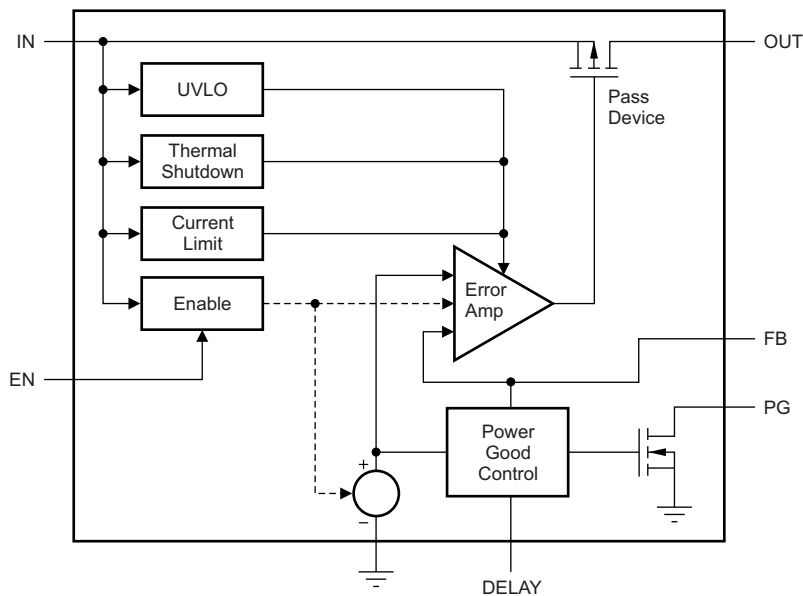 IN
OUT
UVLO
Pass
Device
Thermal
Shutdown
Current
Limit
Enable
Error
Amp
FB
EN
PG
Power
Good
Control
+
−
DELAY